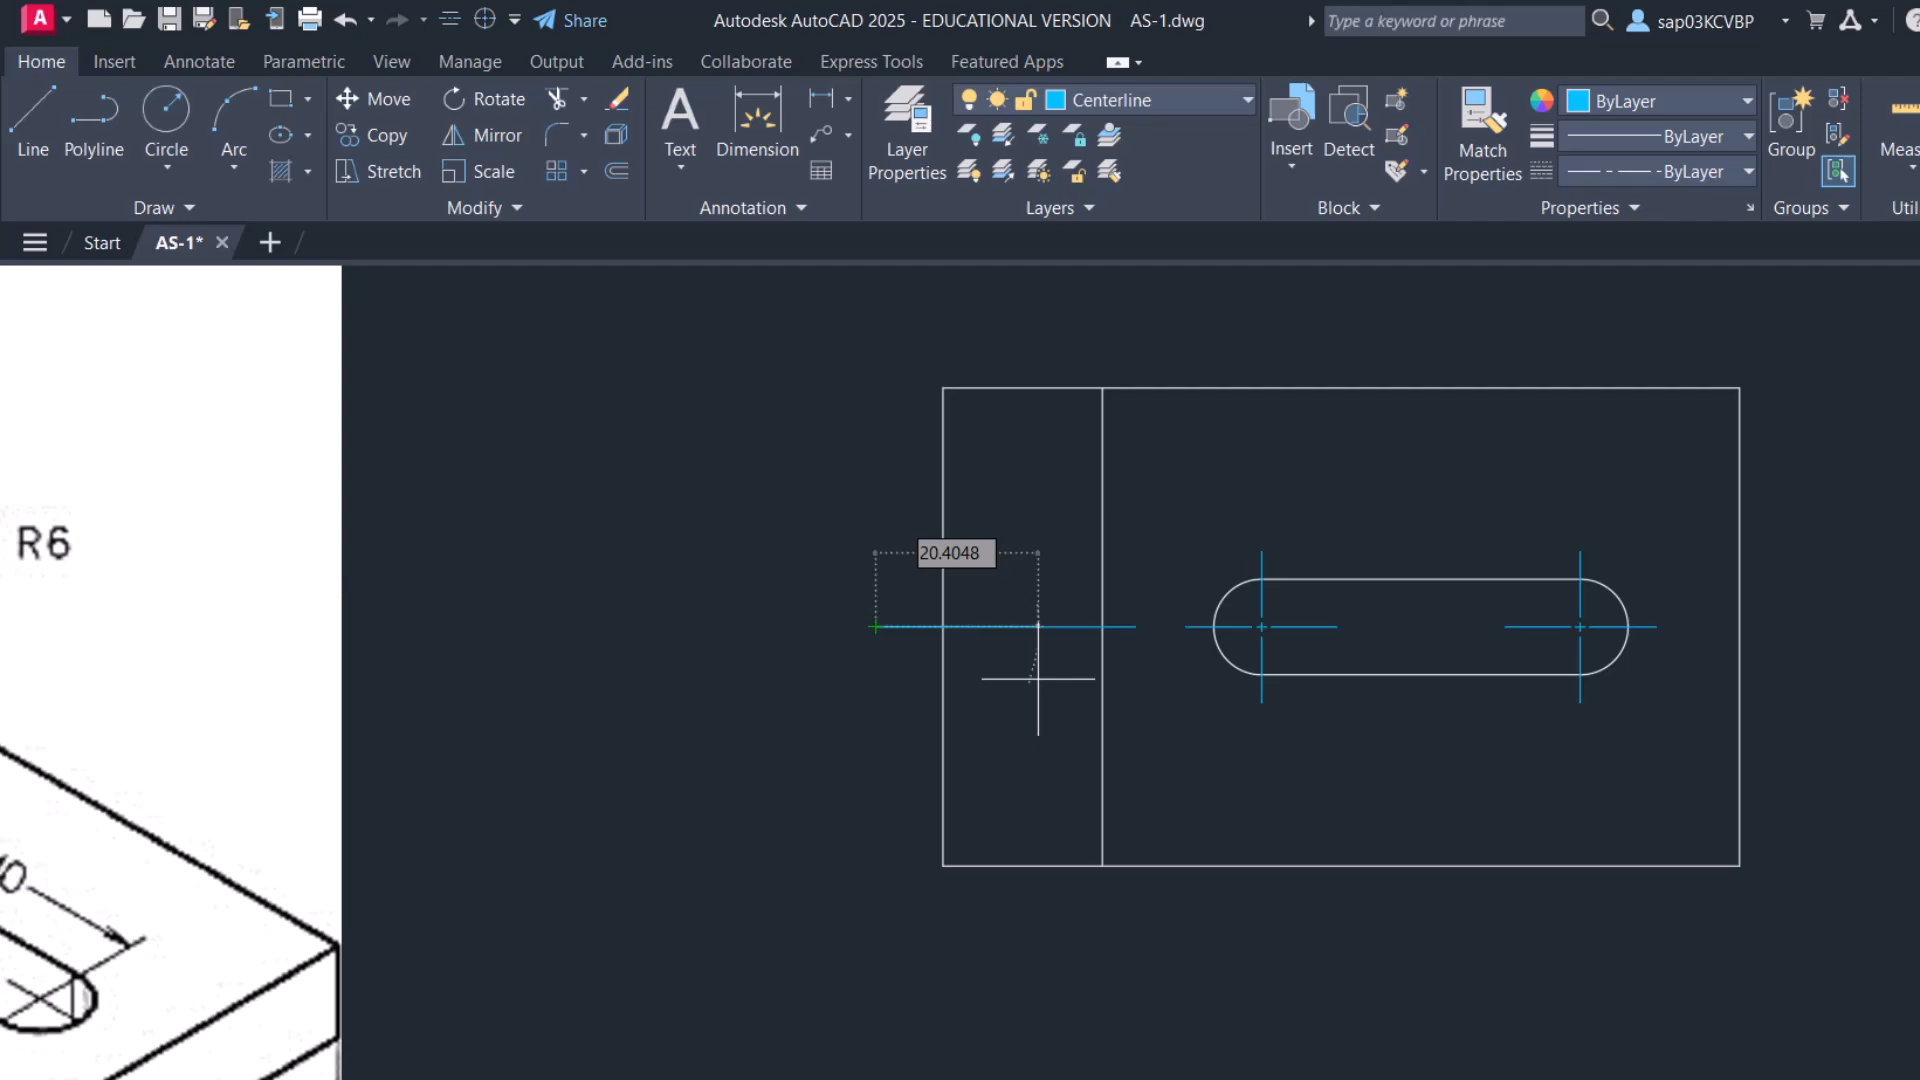 A
Share
Autodesk AutoCAD 2025 - EDUCATIONAL VERSION AS-1.dwg
Type a keyword or phrase
sap03KCVBP
Home Insert Annotate Parametric View Manage Output Add-ins Collaborate Express Tools Featured Apps
Line Polyline Circle Arc
Move Rotate
Copy Mirror
Stretch Scale
A
Text Dimension
Layer
Properties
Centerline
Insert Detect
Match
Properties
ByLayer
ByLayer
ByLayer
Group
Meas
Draw Modify Annotation Layers Block Properties Groups Util
Start AS-1*
20.4048
R6